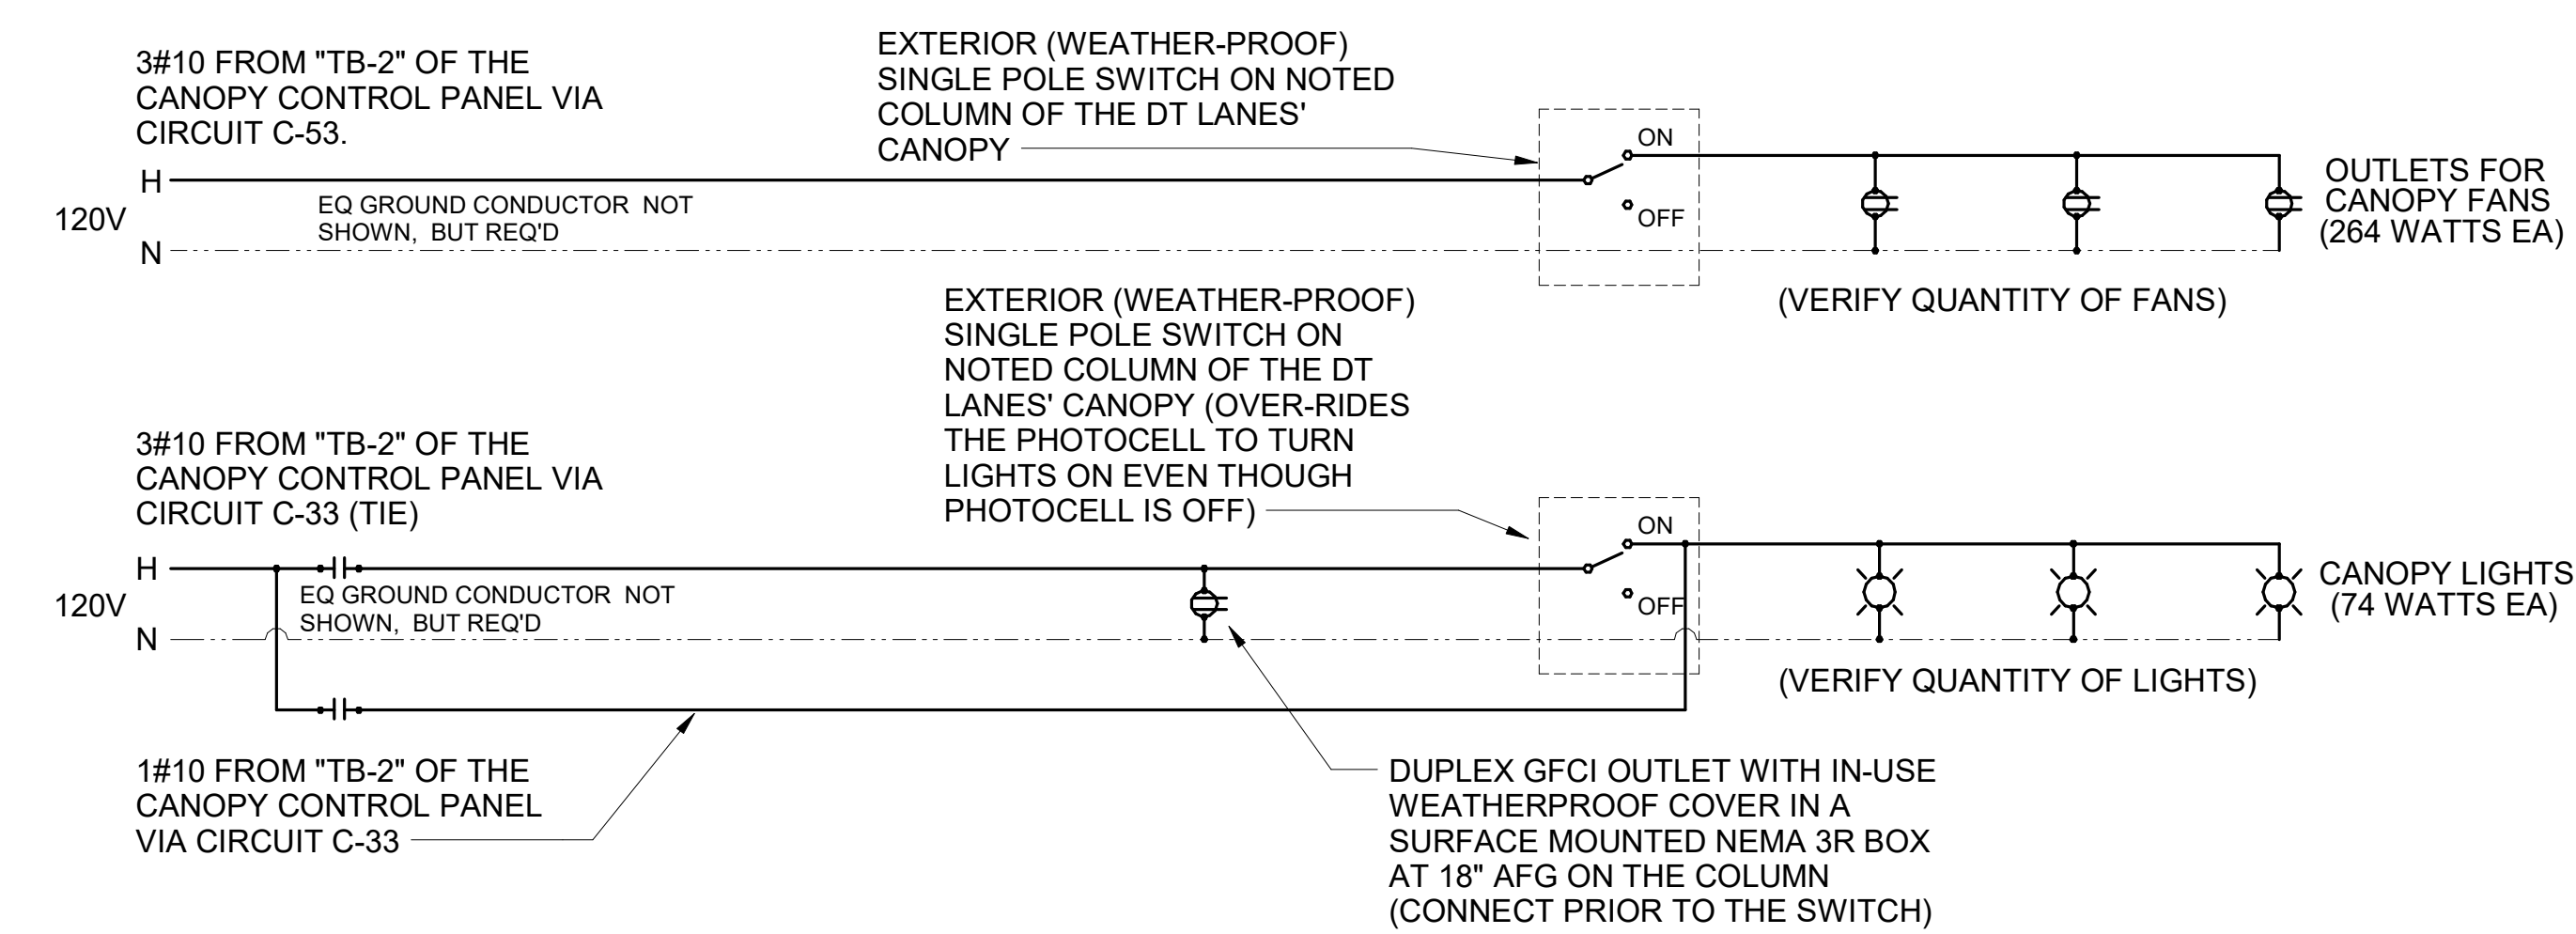 3#10 FROM "TB-2" OF THE
CANOPY CONTROL PANEL VIA
CIRCUIT C-53.
EXTERIOR (WEATHER-PROOF)
SINGLE POLE SWITCH ON NOTED
COLUMN OF THE DT LANES'
CANOPY
H
120V
N
EQ GROUND CONDUCTOR NOT
SHOWN, BUT REQ'D
ON
OFF
OUTLETS FOR
CANOPY FANS
(264 WATTS EA)
(VERIFY QUANTITY OF FANS)
EXTERIOR (WEATHER-PROOF)
SINGLE POLE SWITCH ON
NOTED COLUMN OF THE DT
LANES' CANOPY (OVER-RIDES
THE PHOTOCELL TO TURN
LIGHTS ON EVEN THOUGH
PHOTOCELL IS OFF)
3#10 FROM "TB-2" OF THE
CANOPY CONTROL PANEL VIA
CIRCUIT C-33 (TIE)
H
120V
N
EQ GROUND CONDUCTOR NOT
SHOWN, BUT REQ'D
ON
OFF
CANOPY LIGHTS
(74 WATTS EA)
(VERIFY QUANTITY OF LIGHTS)
1#10 FROM "TB-2" OF THE
CANOPY CONTROL PANEL
VIA CIRCUIT C-33
DUPLEX GFCI OUTLET WITH IN-USE
WEATHERPROOF COVER IN A
SURFACE MOUNTED NEMA 3R BOX
AT 18" AFG ON THE COLUMN
(CONNECT PRIOR TO THE SWITCH)